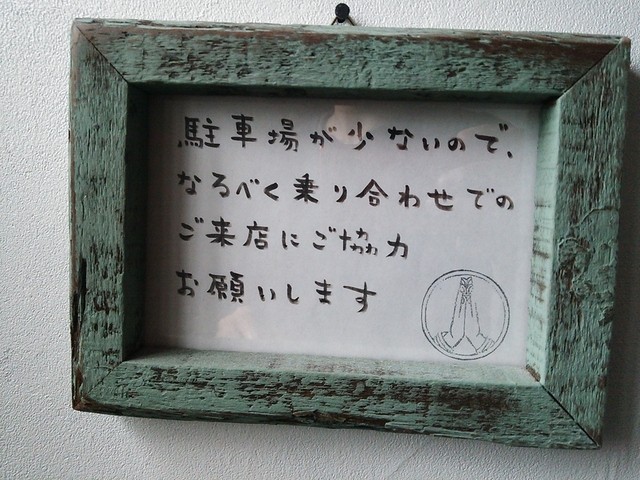 駐車場が少ないので、
なるべく乗り合わせでの
ご来店にご協力
お願いします